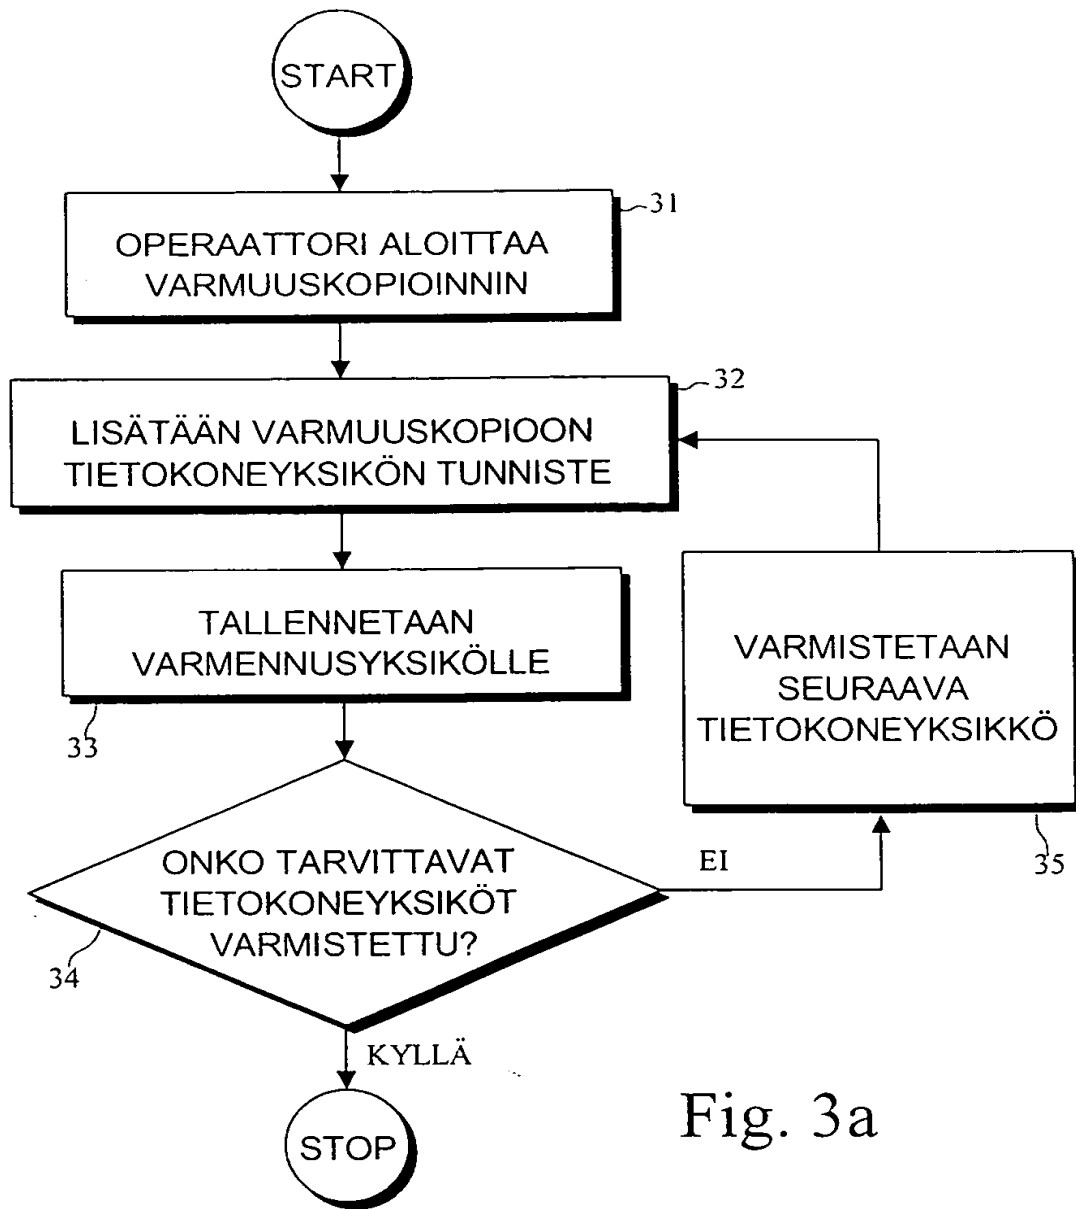 START
31
OPERAATTORI ALOITTAA
VARMUUSKOPIOINNIN
32
LISÄTÄÄN VARMUUSKOPIOON
TIETOKONEYKSIKÖN TUNNISTE
TALLENNETAAN
VARMENNUSYKSIKÖLLE
33
VARMISTETAAN
SEURAAVA
TIETOKONEYKSIKKÖ
35
ONKO TARVITTAVAT
TIETOKONEYKSIKÖT
VARMISTETTU?
34
EI
KYLLÄ
STOP
Fig. 3a